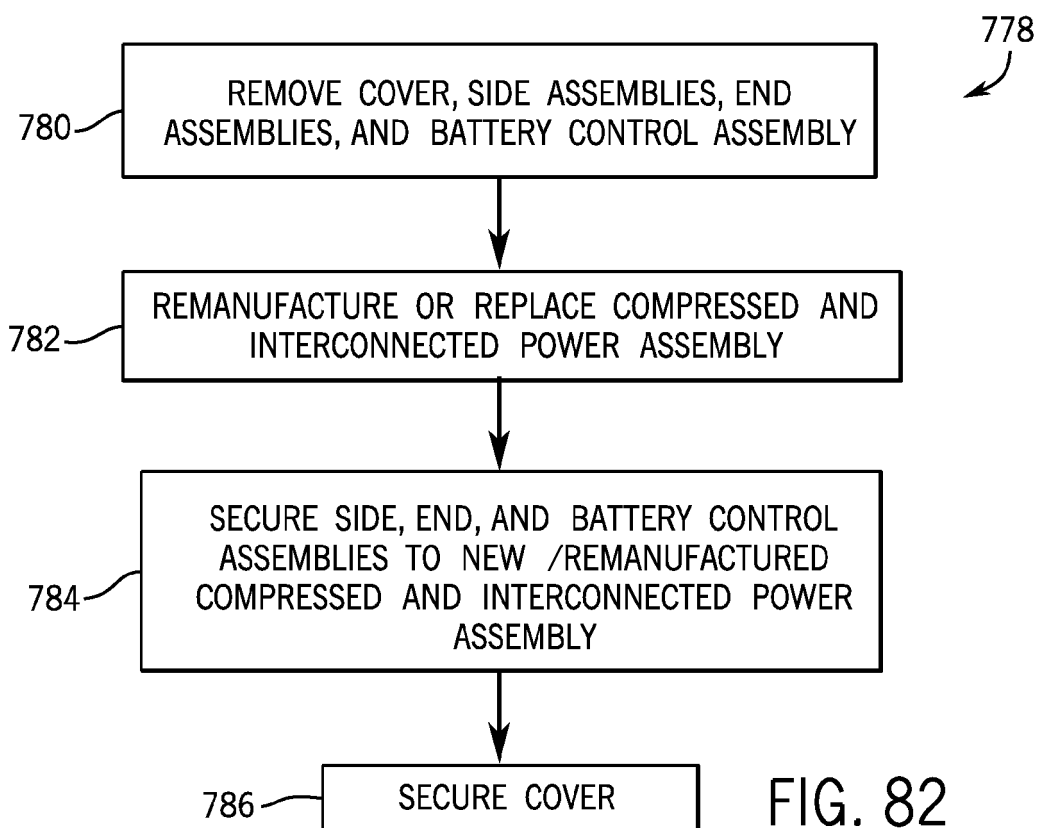 778
780
REMOVE COVER, SIDE ASSEMBLIES, END
ASSEMBLIES, AND BATTERY CONTROL ASSEMBLY
782
REMANUFACTURE OR REPLACE COMPRESSED AND
INTERCONNECTED POWER ASSEMBLY
784
SECURE SIDE, END, AND BATTERY CONTROL
ASSEMBLIES TO NEW /REMANUFACTURED
COMPRESSED AND INTERCONNECTED POWER
ASSEMBLY
786
SECURE COVER
FIG. 82